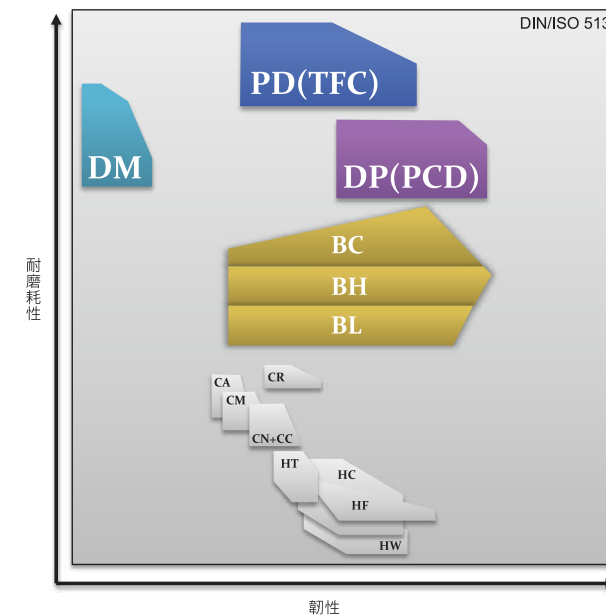 DIN/ISO 513
PD(TFC)
DM
DP(PCD)
BC
BH
BL
耐磨耗性
CR
CA
CM
CN+CC
HT
HC
HF
HW
韌性